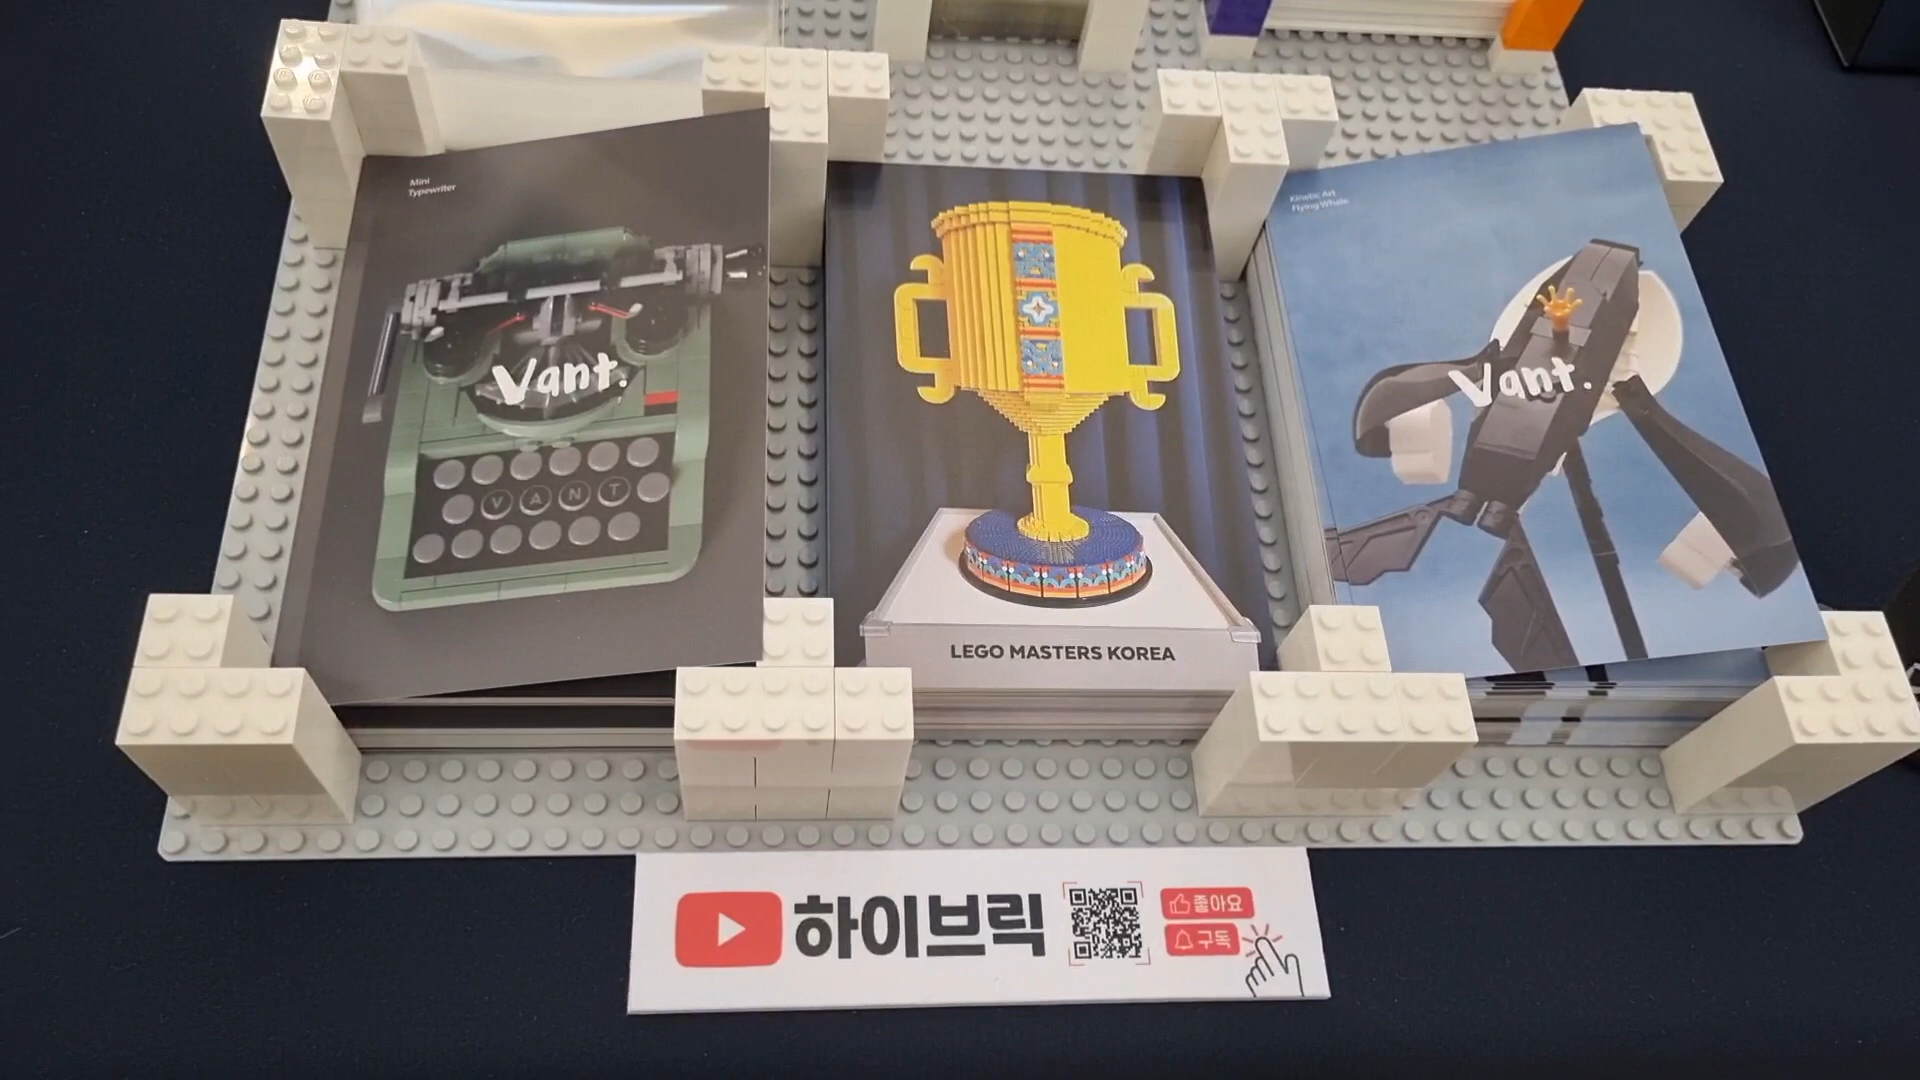 Mini
Typewriter
Vant.
V A N T
LEGO MASTERS KOREA
Kinetic Art
Flying Whale
Vant.
하이브릭
좋아요
구독